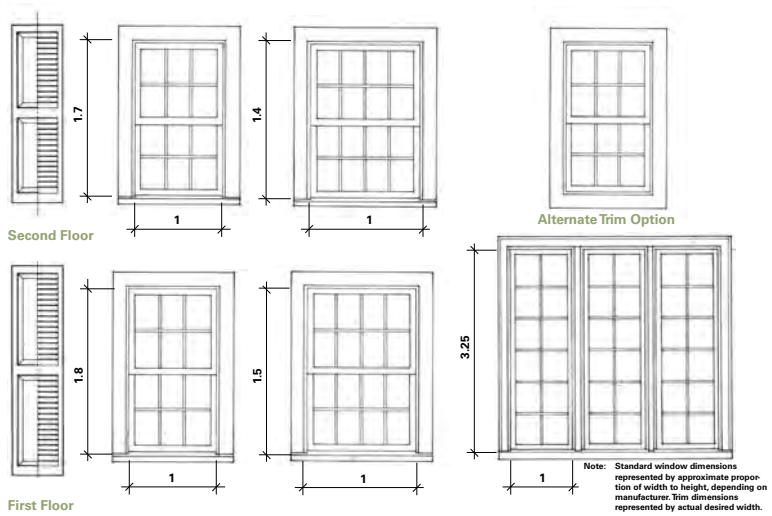 1.7
1
1.4
1
Second Floor
Alternate Trim Option
1.8
1
1.5
1
3.25
1
First Floor
Note: Standard window dimensions
represented by approximate propor-
tion of width to height, depending on
manufacturer. Trim dimensions
represented by actual desired width.